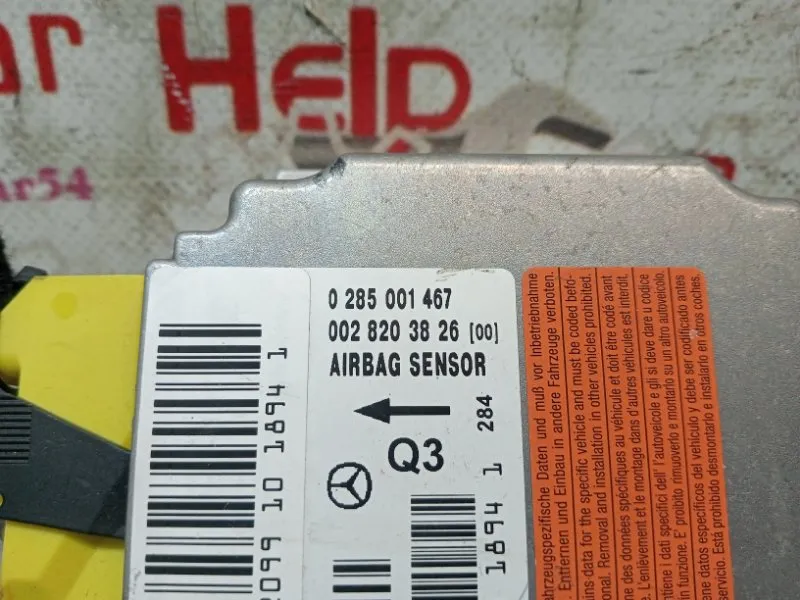 ar HELP
ar54
0 285 001 467
002 820 38 26 [00]
AIRBAG SENSOR
284
Q3
2099 10 1894 1
1894 1
fahrzeugspezifische Daten und muß vor Inbetriebnahme
Entfernen und Einbau in andere Fahrzeuge verboten.
ins data for the specific vehicle and must be coded befo-
onal. Removal and installation in other vehicles prohibited.
ne des données spécifiques au véhicule et doit être codé avant
L'enlèvement et le montage dans d'autres véhicules est interdit.
tiene i dati specifici dell'autoveicolo e gli si deve dare u codice
in funzione. E' proibito rimuoverlo e montarlo su un altro autoveicolo.
ene datos específicos del vehículo y debe ser codificado antes
servicio. Está prohibido desmontarlo e instalarlo en otros coches.